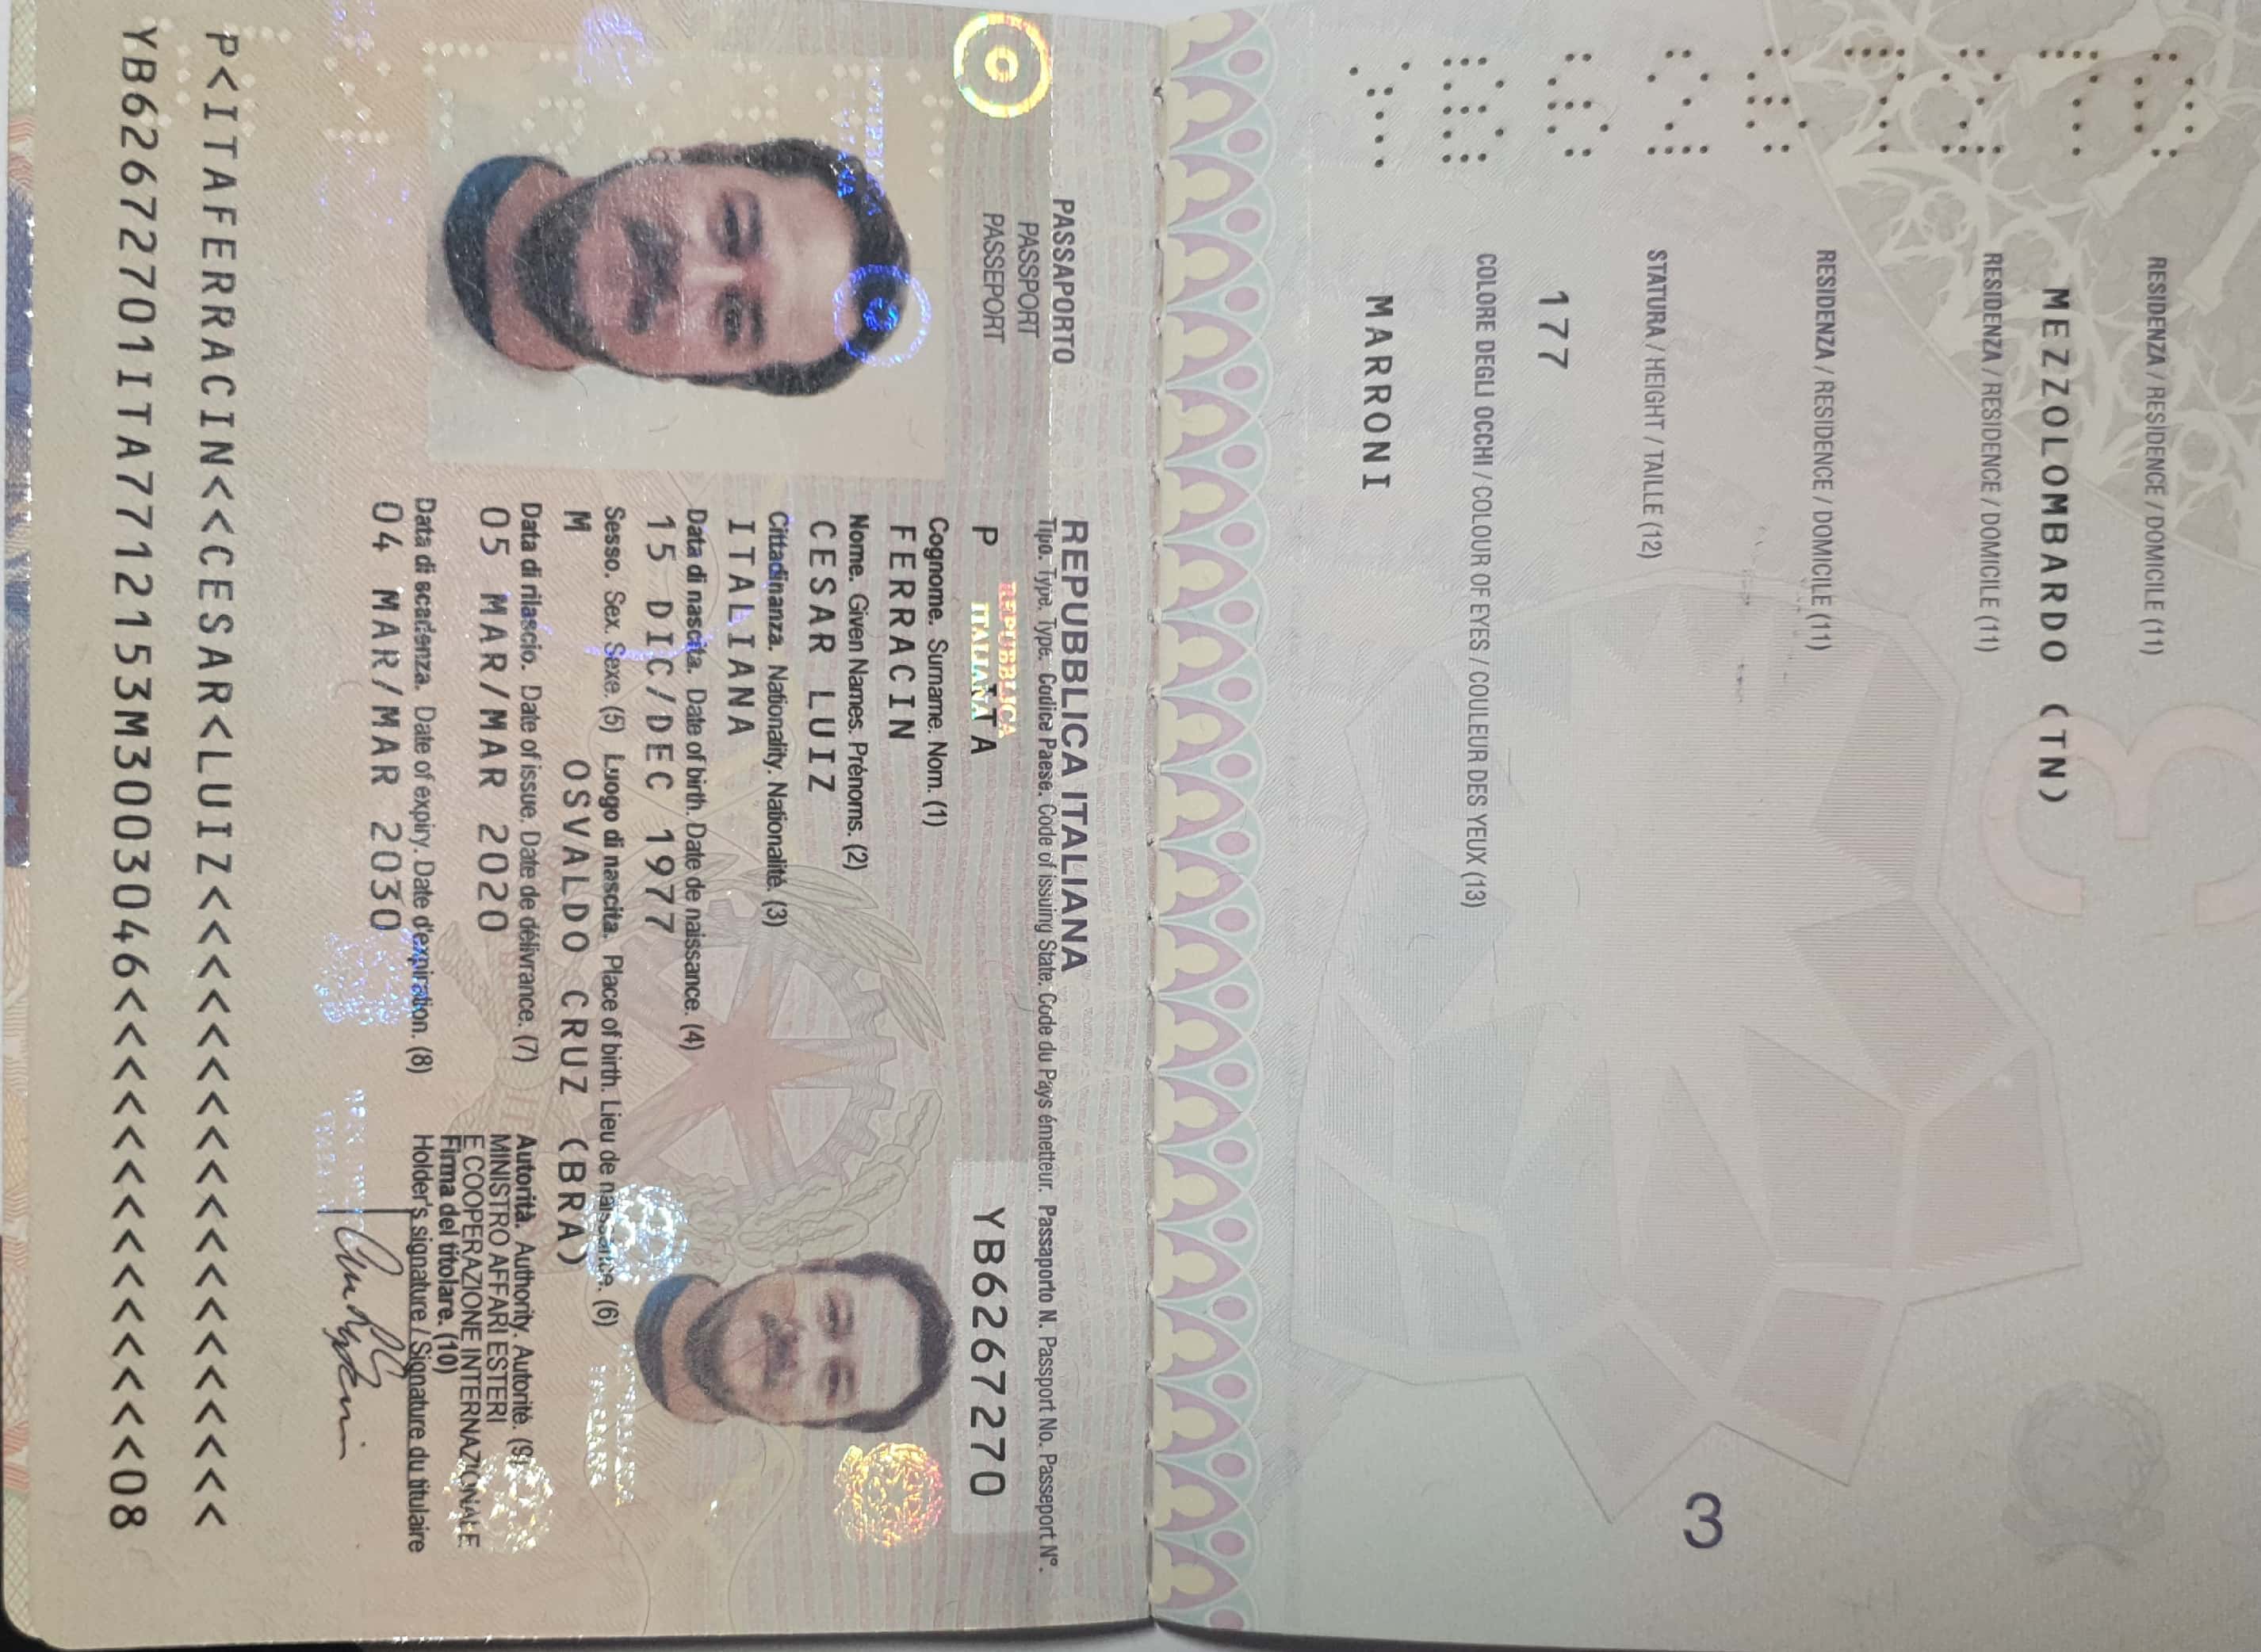 RESIDENZA / RESIDENCE / DOMICILE (11)
MEZZOLOMBARDO (TN)
RESIDENZA / RESIDENCE / DOMICILE (11)
RESIDENZA / RESIDENCE / DOMICILE (11)
3
STATURA / HEIGHT / TAILLE (12)
177
COLORE DEGLI OCCHI / COLOUR OF EYES / COULEUR DES YEUX (13)
MARRONI
PASSAPORTO
PASSPORT
PASSEPORT
REPUBBLICA ITALIANA
Tipo. Type. Type. Codice Paese. Code of issuing State. Code du Pays émetteur. Passaporto N. Passport No. Passeport N°.
REPUBBLICA
ITALIANA
P ITA YB6267270
Cognome. Surname. Nom. (1)
FERRACIN
Nome. Given Names. Prénoms. (2)
CESAR LUIZ
Cittadinanza. Nationality. Nationalité. (3)
ITALIANA
Data di nascita. Date of birth. Date de naissance. (4)
15 DIC/DEC 1977
Sesso. Sex. Sexe. (5) Luogo di nascita. Place of birth. Lieu de naissance. (6)
M OSVALDO CRUZ (BRA)
Data di rilascio. Date of issue. Date de délivrance. (7)
05 MAR/MAR 2020
Autorità. Authority. Autorité. (9)
MINISTRO AFFARI ESTERI
E COOPERAZIONE INTERNAZIONALE
Data di scadenza. Date of expiry. Date d'expiration. (8)
04 MAR/MAR 2030
Firma del titolare. (10)
Holder's signature / Signature du titulaire
P<ITAFERRACIN<<CESAR<LUIZ<<<<<<<<<<<<<<<<<<<
YB62672701ITA7712153M3003046<<<<<<<<<<<<<<08